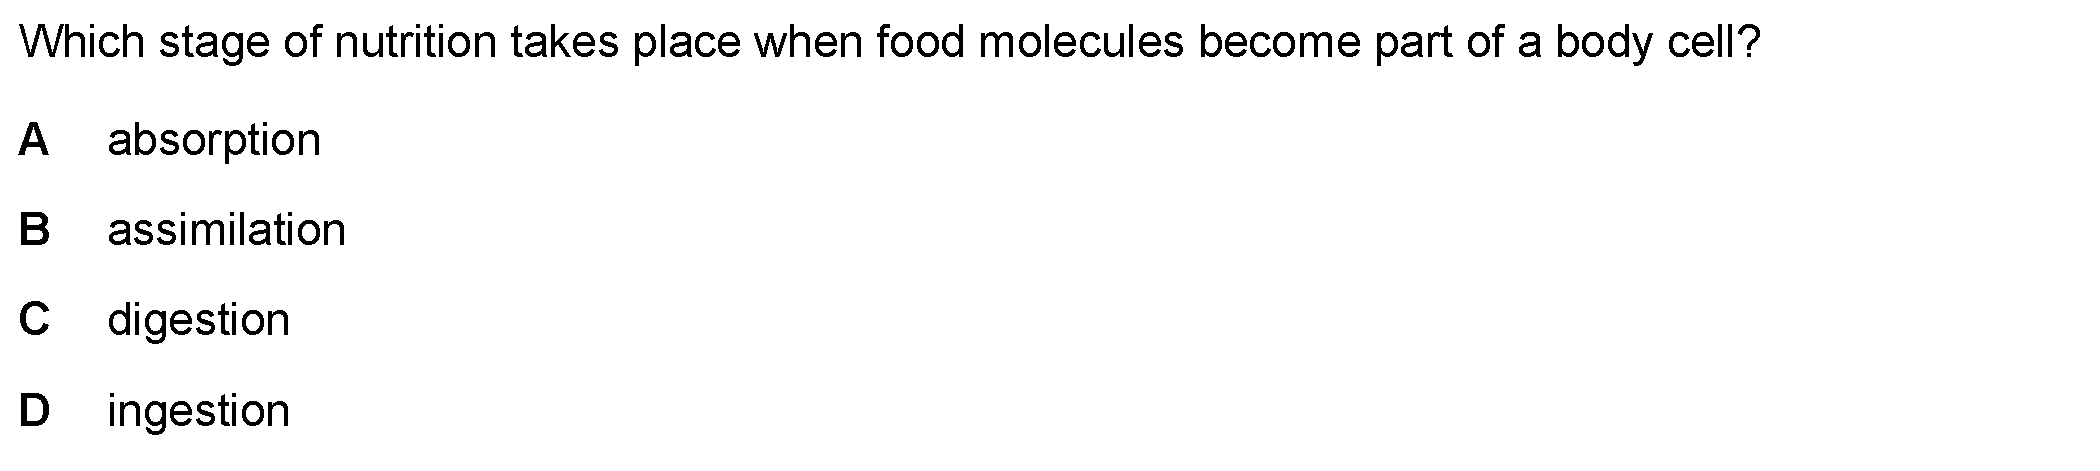 Which stage of nutrition takes place when food molecules become part of a body cell?
A absorption
B assimilation
C digestion
D ingestion